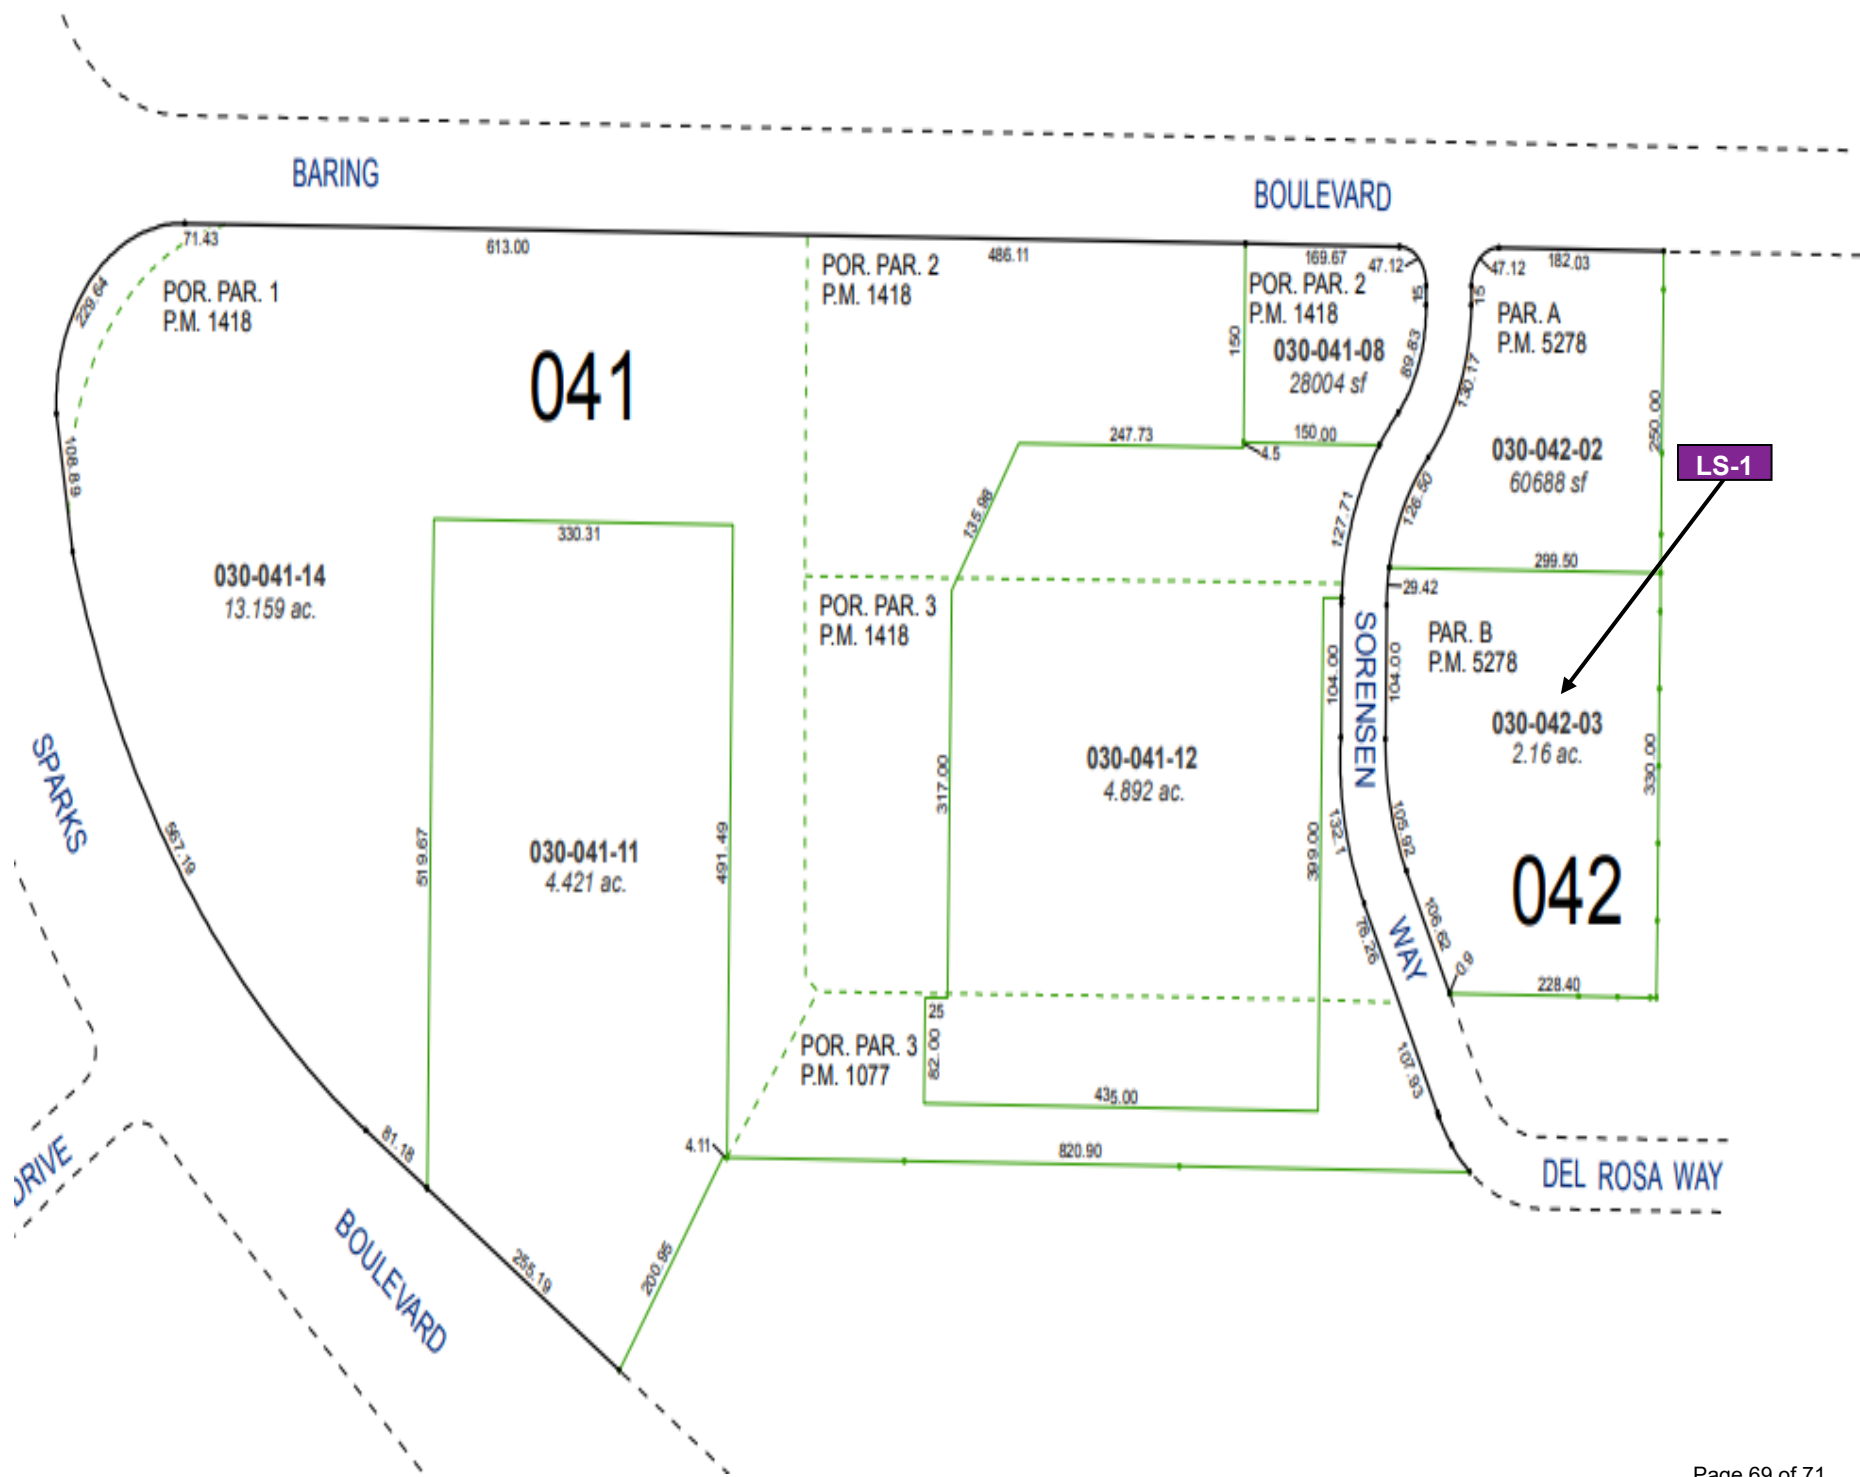 BARING
BOULEVARD
71.43
613.00
486.11
169.67
47.12
47.12
182.03
229.64
POR. PAR. 1
P.M. 1418
POR. PAR. 2
P.M. 1418
POR. PAR. 2
P.M. 1418
15
15
PAR. A
P.M. 5278
041
150
030-041-08
28004 sf
89.83
130.17
250.00
108.89
247.73
4.5
150.00
030-042-02
60688 sf
LS-1
135.98
127.71
126.50
330.31
299.50
030-041-14
13.159 ac.
29.42
POR. PAR. 3
P.M. 1418
SORENSEN
PAR. B
P.M. 5278
104.00
104.00
030-042-03
2.16 ac.
SPARKS
317.00
030-041-12
4.892 ac.
330.00
567.19
519.67
030-041-11
4.421 ac.
491.49
399.00
132.1
105.92
042
76.26
WAY
106.62
0.9
228.40
25
82.00
POR. PAR. 3
P.M. 1077
107.93
435.00
81.18
4.11
820.90
DRIVE
DEL ROSA WAY
BOULEVARD
255.19
200.95
Page 69 of 71